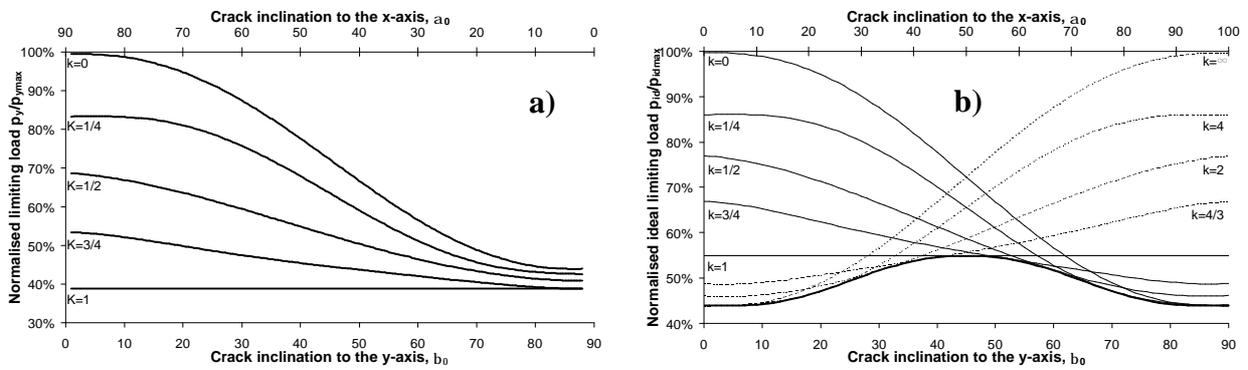 Crack inclination to the x-axis, a₀
90 80 70 60 50 40 30 20 10 0
Normalised limiting load p_y/p_ymax
100%
90%
80%
70%
60%
50%
40%
30%
k=0
K=1/4
K=1/2
K=3/4
K=1
a)
0 10 20 30 40 50 60 70 80 90
Crack inclination to the y-axis, b₀
Crack inclination to the x-axis, a₀
0 10 20 30 40 50 60 70 80 90 100
Normalised ideal limiting load p_id/p_idmax
100%
90%
80%
70%
60%
50%
40%
k=0
k=1/4
k=1/2
k=3/4
k=1
b)
k=∞
k=4
k=2
k=4/3
0 10 20 30 40 50 60 70 80 90 100
Crack inclination to the y-axis, b₀